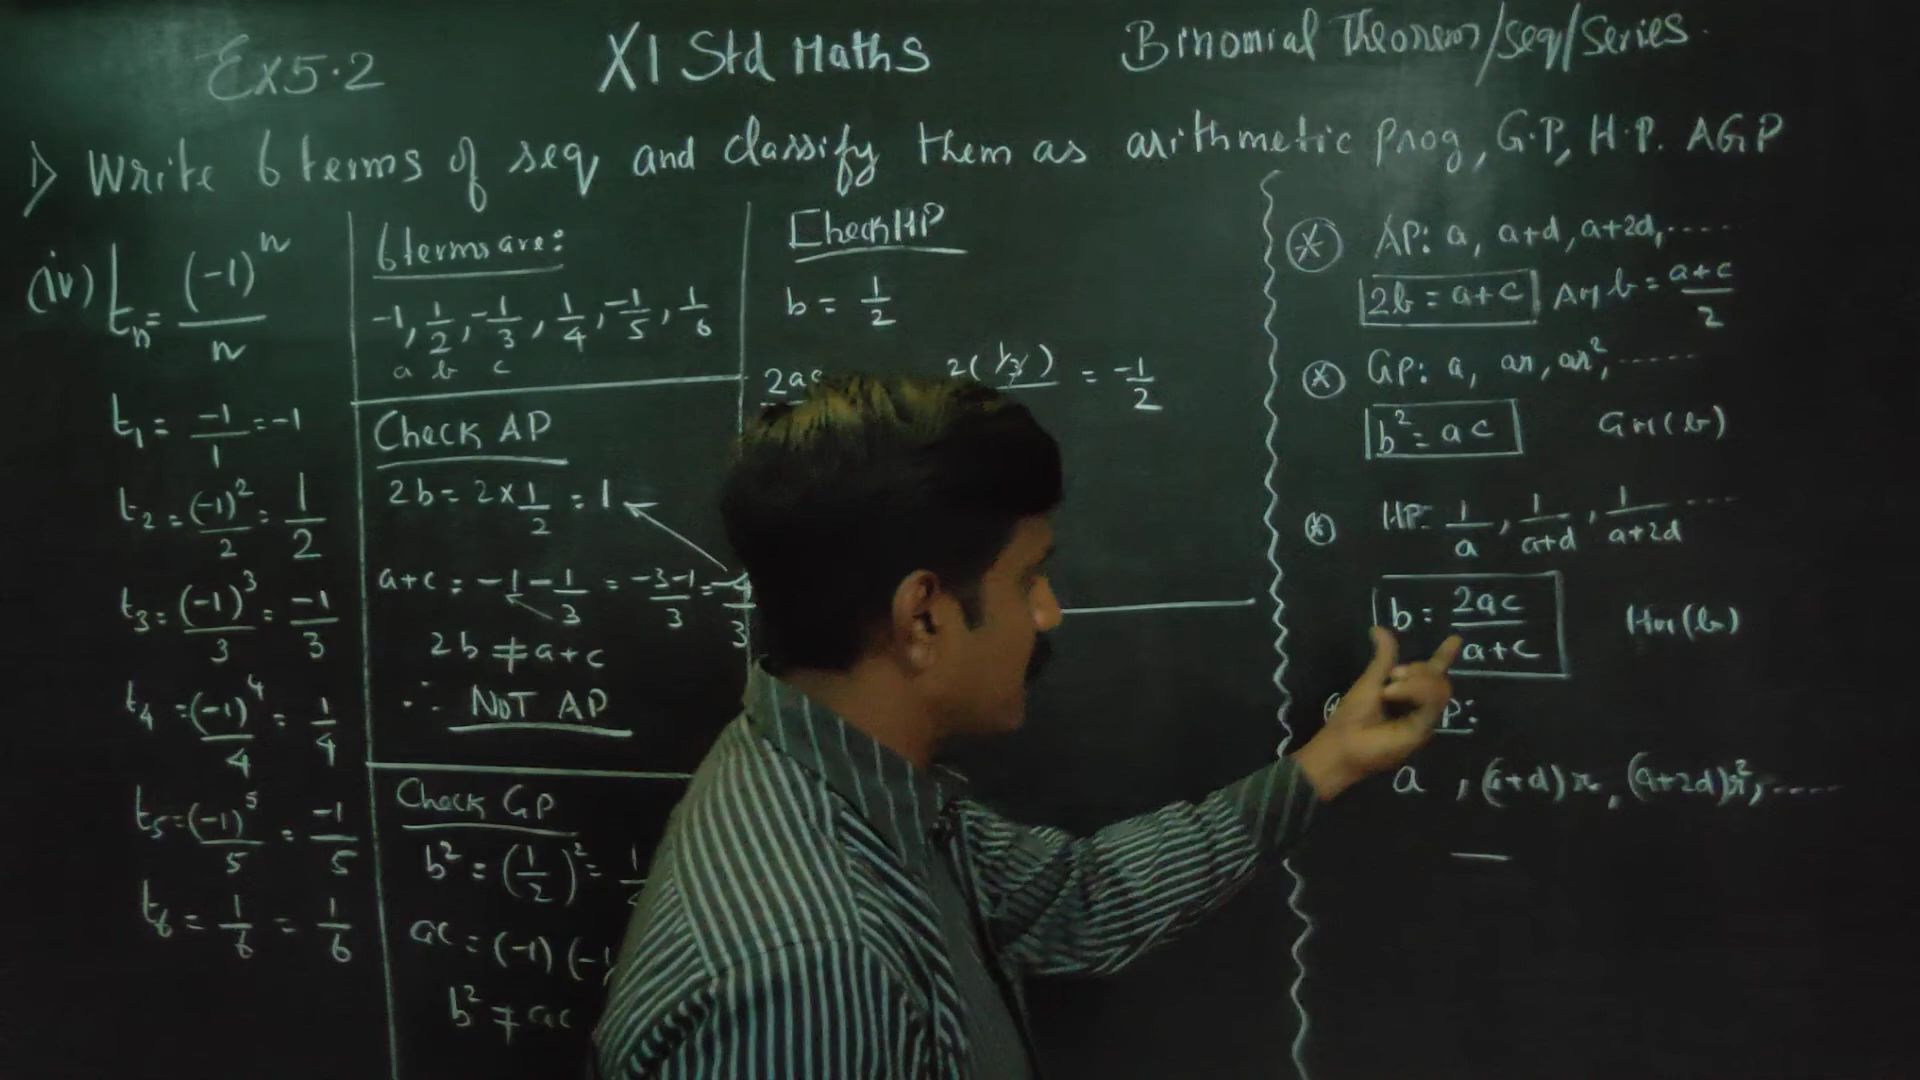 Ex 5.2 XI Std Maths Binomial Theorem/seq/series
1) Write 6 terms of seq and classify them as arithmetic prog, G.P, H.P. AGP
(iv) tn = (-1)^n / n
t1 = -1/1 = -1
t2 = (-1)^2/2 = 1/2
t3 = (-1)^3/3 = -1/3
t4 = (-1)^4/4 = 1/4
t5 = (-1)^5/5 = -1/5
t6 = 1/6 = 1/6
6 terms are:
-1, 1/2, -1/3, 1/4, -1/5, 1/6
a b c
Check AP
2b = 2 × 1/2 = 1
a+c = -1 - 1/3 = -3-1/3 = -4/3
2b ≠ a+c
∴ NOT AP
Check GP
b² = (1/2)² = 1/
ac = (-1) (-1
b² ≠ ac
Check HP
b = 1/2
2ac 2(1/3) = -1/2
AP: a, a+d, a+2d, .....
2b = a+c AM b = a+c/2
GP: a, ar, ar², ......
b² = ac GM(b)
HP: 1/a, 1/a+d, 1/a+2d ....
b = 2ac/a+c HM(b)
P:
a, (a+d)r, (a+2d)r², .....